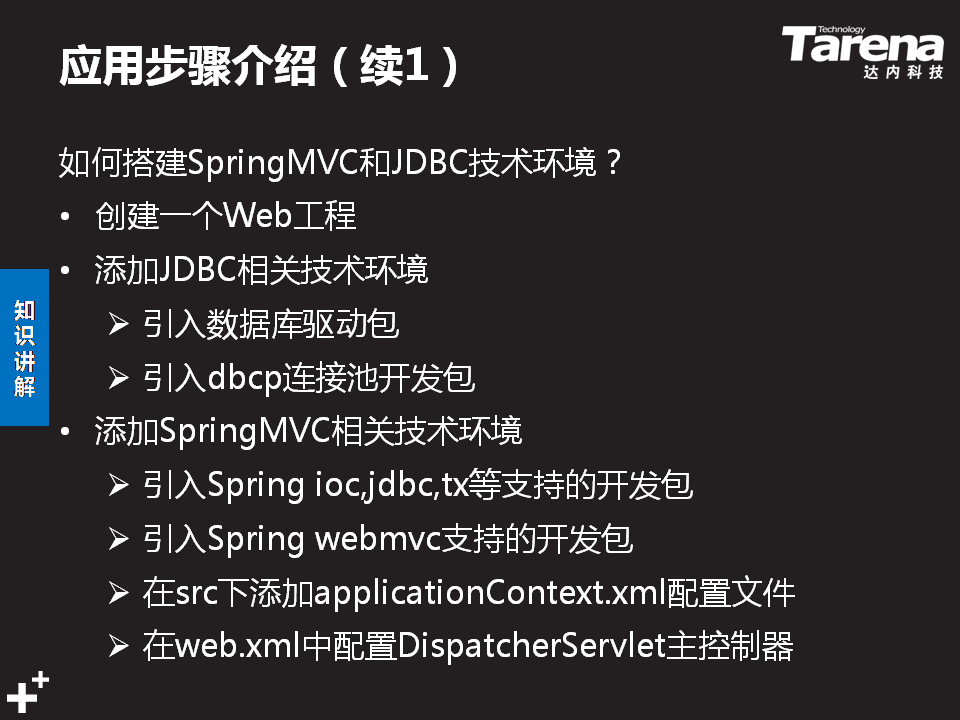 应用步骤介绍（续1）
Technology
Tarena
达内科技
如何搭建SpringMVC和JDBC技术环境？
• 创建一个Web工程
• 添加JDBC相关技术环境
➢ 引入数据库驱动包
➢ 引入dbcp连接池开发包
• 添加SpringMVC相关技术环境
➢ 引入Spring ioc,jdbc,tx等支持的开发包
➢ 引入Spring webmvc支持的开发包
➢ 在src下添加applicationContext.xml配置文件
➢ 在web.xml中配置DispatcherServlet主控制器
知识讲解